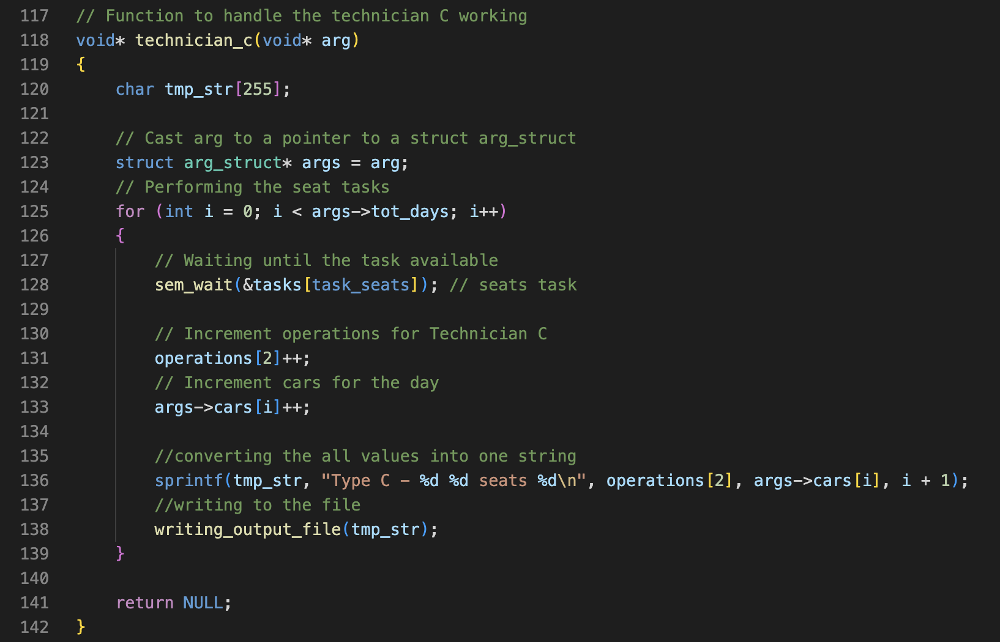 117 // Function to handle the technician C working
118 void* technician_c(void* arg)
119 {
120     char tmp_str[255];
121
122     // Cast arg to a pointer to a struct arg_struct
123     struct arg_struct* args = arg;
124     // Performing the seat tasks
125     for (int i = 0; i < args->tot_days; i++)
126     {
127         // Waiting until the task available
128         sem_wait(&tasks[task_seats]); // seats task
129
130         // Increment operations for Technician C
131         operations[2]++;
132         // Increment cars for the day
133         args->cars[i]++;
134
135         //converting the all values into one string
136         sprintf(tmp_str, "Type C - %d %d seats %d\n", operations[2], args->cars[i], i + 1);
137         //writing to the file
138         writing_output_file(tmp_str);
139     }
140
141     return NULL;
142 }